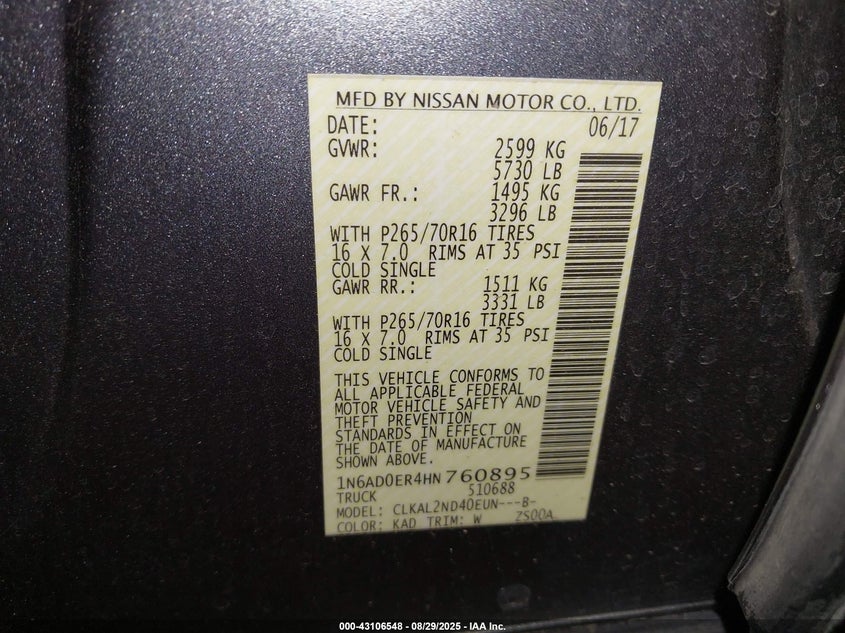 MFD BY NISSAN MOTOR CO., LTD.
DATE: 06/17
GVWR: 2599 KG
5730 LB
GAWR FR.: 1495 KG
3296 LB
WITH P265/70R16 TIRES
16 X 7.0 RIMS AT 35 PSI
COLD SINGLE
GAWR RR.: 1511 KG
3331 LB
WITH P265/70R16 TIRES
16 X 7.0 RIMS AT 35 PSI
COLD SINGLE
THIS VEHICLE CONFORMS TO
ALL APPLICABLE FEDERAL
MOTOR VEHICLE SAFETY AND
THEFT PREVENTION
STANDARDS IN EFFECT ON
THE DATE OF MANUFACTURE
SHOWN ABOVE.
1N6AD0ER4HN760895
TRUCK 510688
MODEL: CLKAL2ND40EUN---B-
COLOR: KAD TRIM: W ZS00A
000-43106548 - 08/29/2025 - IAA Inc.